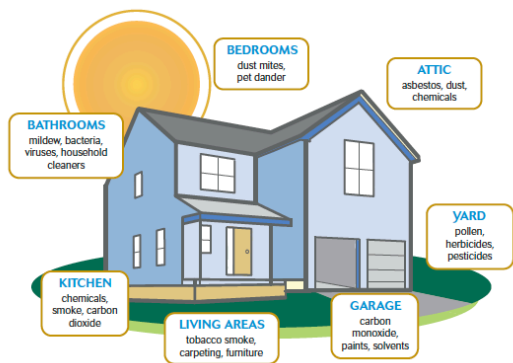 BEDROOMS
dust mites,
pet dander
ATTIC
asbestos, dust,
chemicals
BATHROOMS
mildew, bacteria,
viruses, household
cleaners
YARD
pollen,
herbicides,
pesticides
KITCHEN
chemicals,
smoke, carbon
dioxide
LIVING AREAS
tobacco smoke,
carpeting, furniture
GARAGE
carbon
monoxide,
paints, solvents